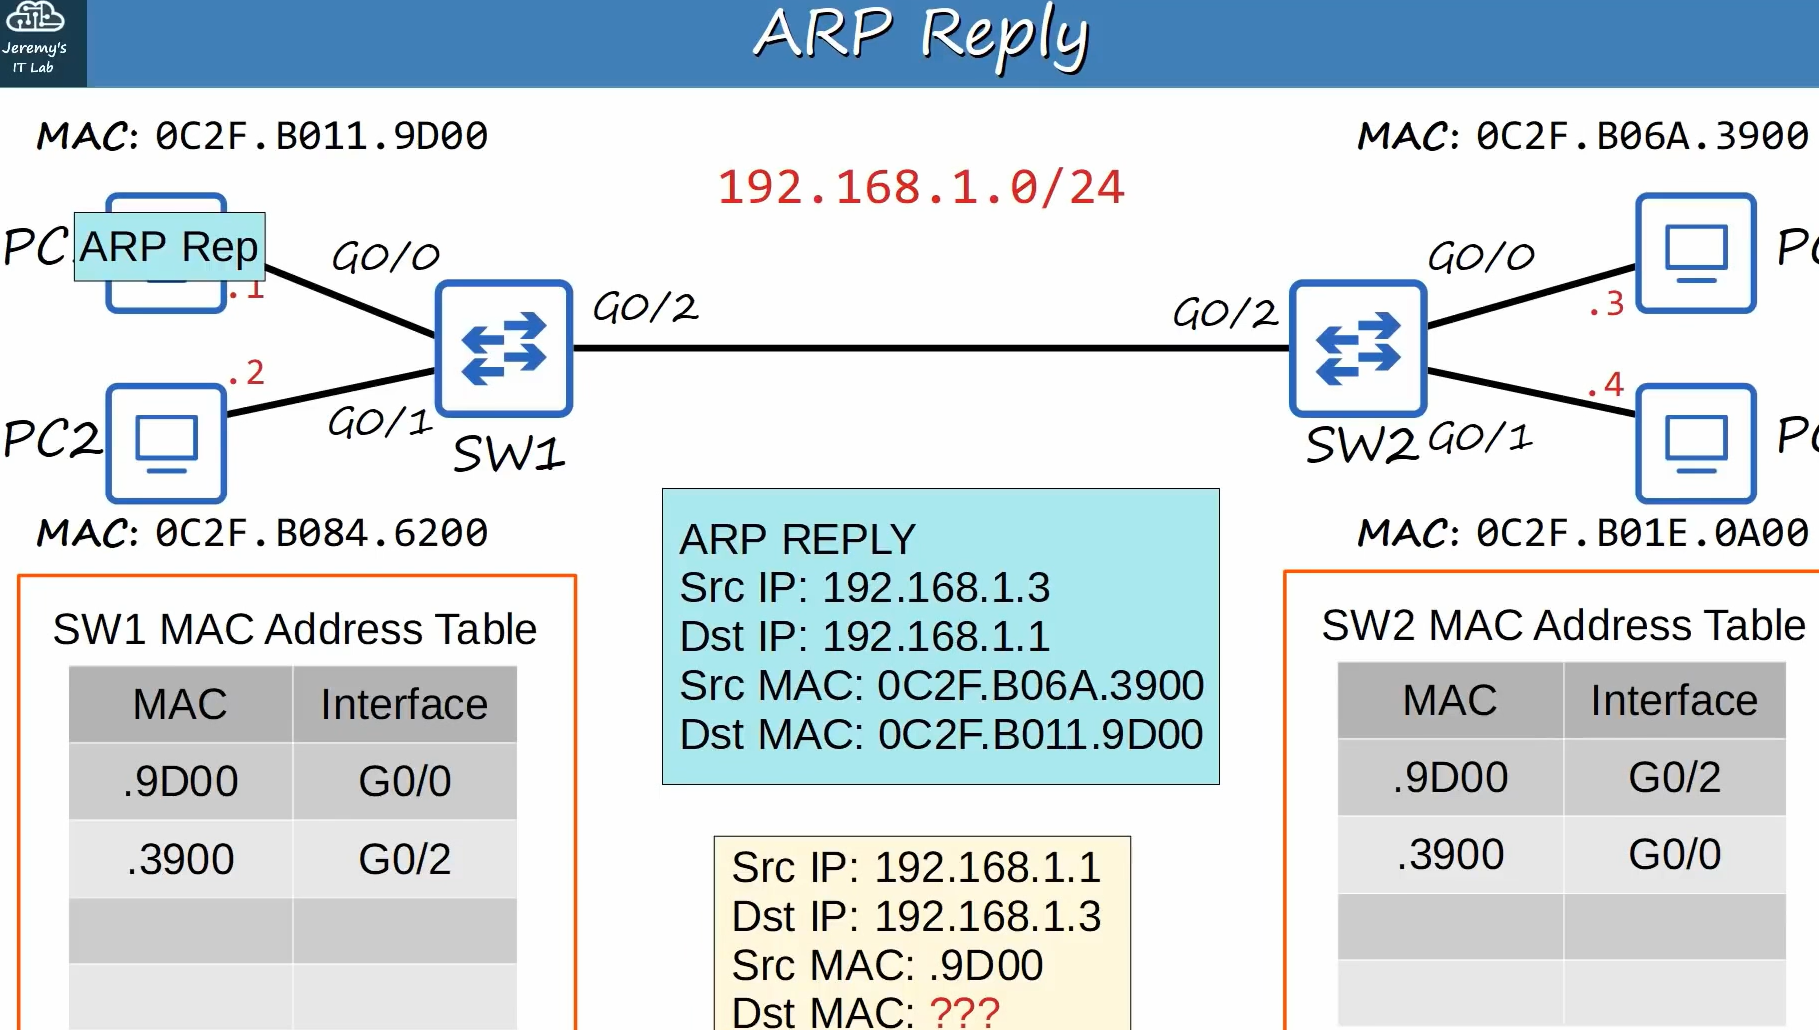 Jeremy's
IT Lab
ARP Reply
MAC: 0C2F.B011.9D00
MAC: 0C2F.B06A.3900
192.168.1.0/24
ARP Rep
.1
G0/0
G0/2
G0/2
G0/0
.3
.2
.4
PC2
G0/1
SW1
SW2
G0/1
MAC: 0C2F.B084.6200
MAC: 0C2F.B01E.0A00
ARP REPLY
Src IP: 192.168.1.3
Dst IP: 192.168.1.1
Src MAC: 0C2F.B06A.3900
Dst MAC: 0C2F.B011.9D00
SW1 MAC Address Table
MAC Interface
.9D00 G0/0
.3900 G0/2
Src IP: 192.168.1.1
Dst IP: 192.168.1.3
Src MAC: .9D00
Dst MAC: ???
SW2 MAC Address Table
MAC Interface
.9D00 G0/2
.3900 G0/0